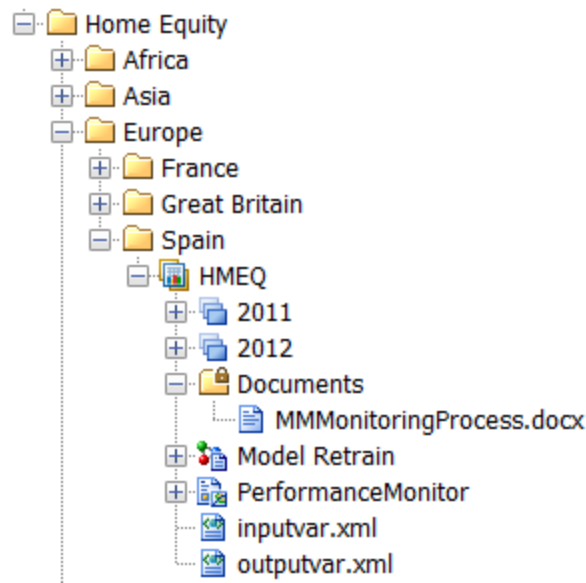 Home Equity
Africa
Asia
Europe
France
Great Britain
Spain
HMEQ
2011
2012
Documents
MMMonitoringProcess.docx
Model Retrain
PerformanceMonitor
inputvar.xml
outputvar.xml